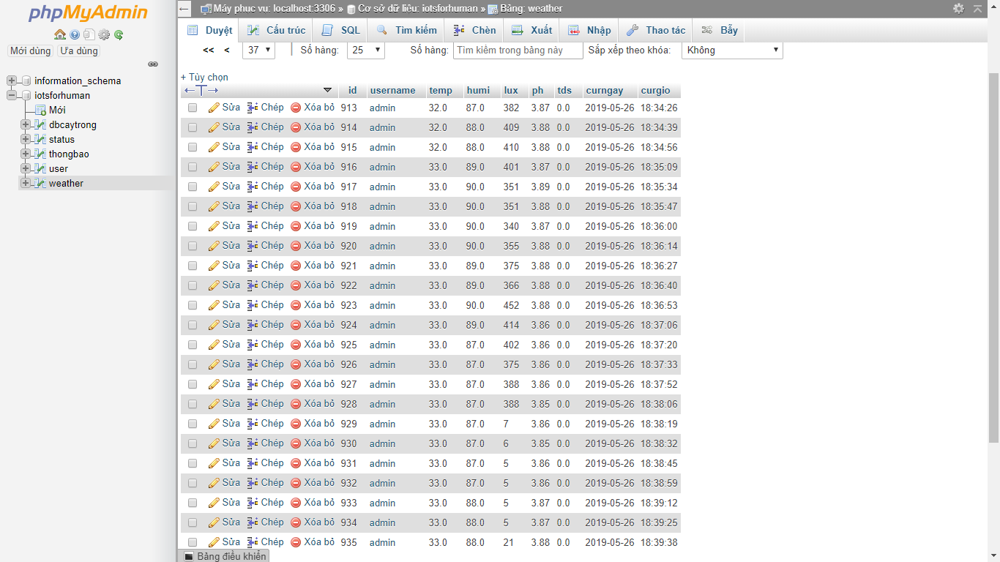 phpMyAdmin
Mới dùng Ưa dùng
information_schema
iotsforhuman
Mới
dbcaytrong
status
thongbao
user
weather
Máy phục vụ: localhost:3306 » Cơ sở dữ liệu: iotsforhuman » Bảng: weather
Duyệt Cấu trúc SQL Tìm kiếm Chèn Xuất Nhập Thao tác Bẫy
<< < 37 Số hàng: 25 Số hàng: Tìm kiếm trong bảng này Sắp xếp theo khóa: Không
+ Tùy chọn
←T→ id username temp humi lux ph tds curngay curgio
Sửa Chép Xóa bỏ 913 admin 32.0 87.0 382 3.87 0.0 2019-05-26 18:34:26
Sửa Chép Xóa bỏ 914 admin 32.0 88.0 409 3.88 0.0 2019-05-26 18:34:39
Sửa Chép Xóa bỏ 915 admin 32.0 88.0 410 3.88 0.0 2019-05-26 18:34:56
Sửa Chép Xóa bỏ 916 admin 33.0 89.0 401 3.87 0.0 2019-05-26 18:35:09
Sửa Chép Xóa bỏ 917 admin 33.0 90.0 351 3.89 0.0 2019-05-26 18:35:34
Sửa Chép Xóa bỏ 918 admin 33.0 90.0 351 3.88 0.0 2019-05-26 18:35:47
Sửa Chép Xóa bỏ 919 admin 33.0 90.0 340 3.87 0.0 2019-05-26 18:36:00
Sửa Chép Xóa bỏ 920 admin 33.0 90.0 355 3.88 0.0 2019-05-26 18:36:14
Sửa Chép Xóa bỏ 921 admin 33.0 89.0 375 3.88 0.0 2019-05-26 18:36:27
Sửa Chép Xóa bỏ 922 admin 33.0 89.0 366 3.88 0.0 2019-05-26 18:36:40
Sửa Chép Xóa bỏ 923 admin 33.0 90.0 452 3.88 0.0 2019-05-26 18:36:53
Sửa Chép Xóa bỏ 924 admin 33.0 89.0 414 3.86 0.0 2019-05-26 18:37:06
Sửa Chép Xóa bỏ 925 admin 33.0 87.0 402 3.86 0.0 2019-05-26 18:37:20
Sửa Chép Xóa bỏ 926 admin 33.0 87.0 375 3.86 0.0 2019-05-26 18:37:33
Sửa Chép Xóa bỏ 927 admin 33.0 87.0 388 3.86 0.0 2019-05-26 18:37:52
Sửa Chép Xóa bỏ 928 admin 33.0 87.0 388 3.85 0.0 2019-05-26 18:38:06
Sửa Chép Xóa bỏ 929 admin 33.0 87.0 7 3.86 0.0 2019-05-26 18:38:19
Sửa Chép Xóa bỏ 930 admin 33.0 87.0 6 3.85 0.0 2019-05-26 18:38:32
Sửa Chép Xóa bỏ 931 admin 33.0 87.0 5 3.86 0.0 2019-05-26 18:38:45
Sửa Chép Xóa bỏ 932 admin 33.0 87.0 5 3.86 0.0 2019-05-26 18:38:59
Sửa Chép Xóa bỏ 933 admin 33.0 88.0 5 3.87 0.0 2019-05-26 18:39:12
Sửa Chép Xóa bỏ 934 admin 33.0 88.0 5 3.87 0.0 2019-05-26 18:39:25
Sửa Chép Xóa bỏ 935 admin 33.0 88.0 21 3.88 0.0 2019-05-26 18:39:38
Bảng điều khiển